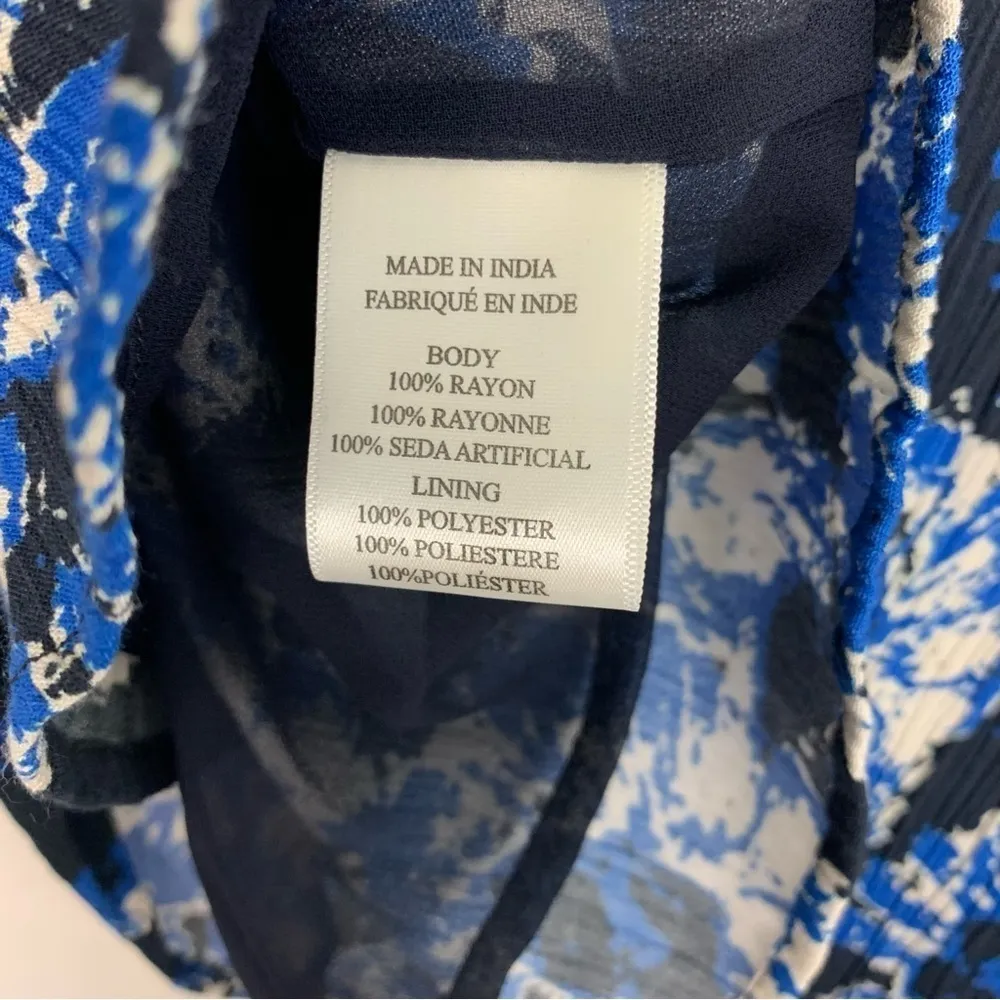 MADE IN INDIA
FABRIQUÉ EN INDE
BODY
100% RAYON
100% RAYONNE
100% SEDA ARTIFICIAL
LINING
100% POLYESTER
100% POLIESTERE
100%POLIÉSTER